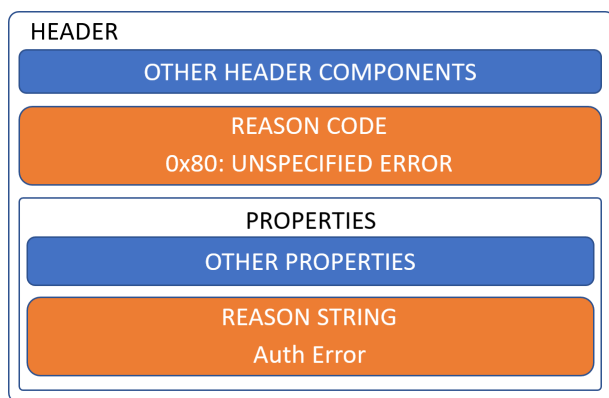 HEADER
OTHER HEADER COMPONENTS
REASON CODE
0x80: UNSPECIFIED ERROR
PROPERTIES
OTHER PROPERTIES
REASON STRING
Auth Error